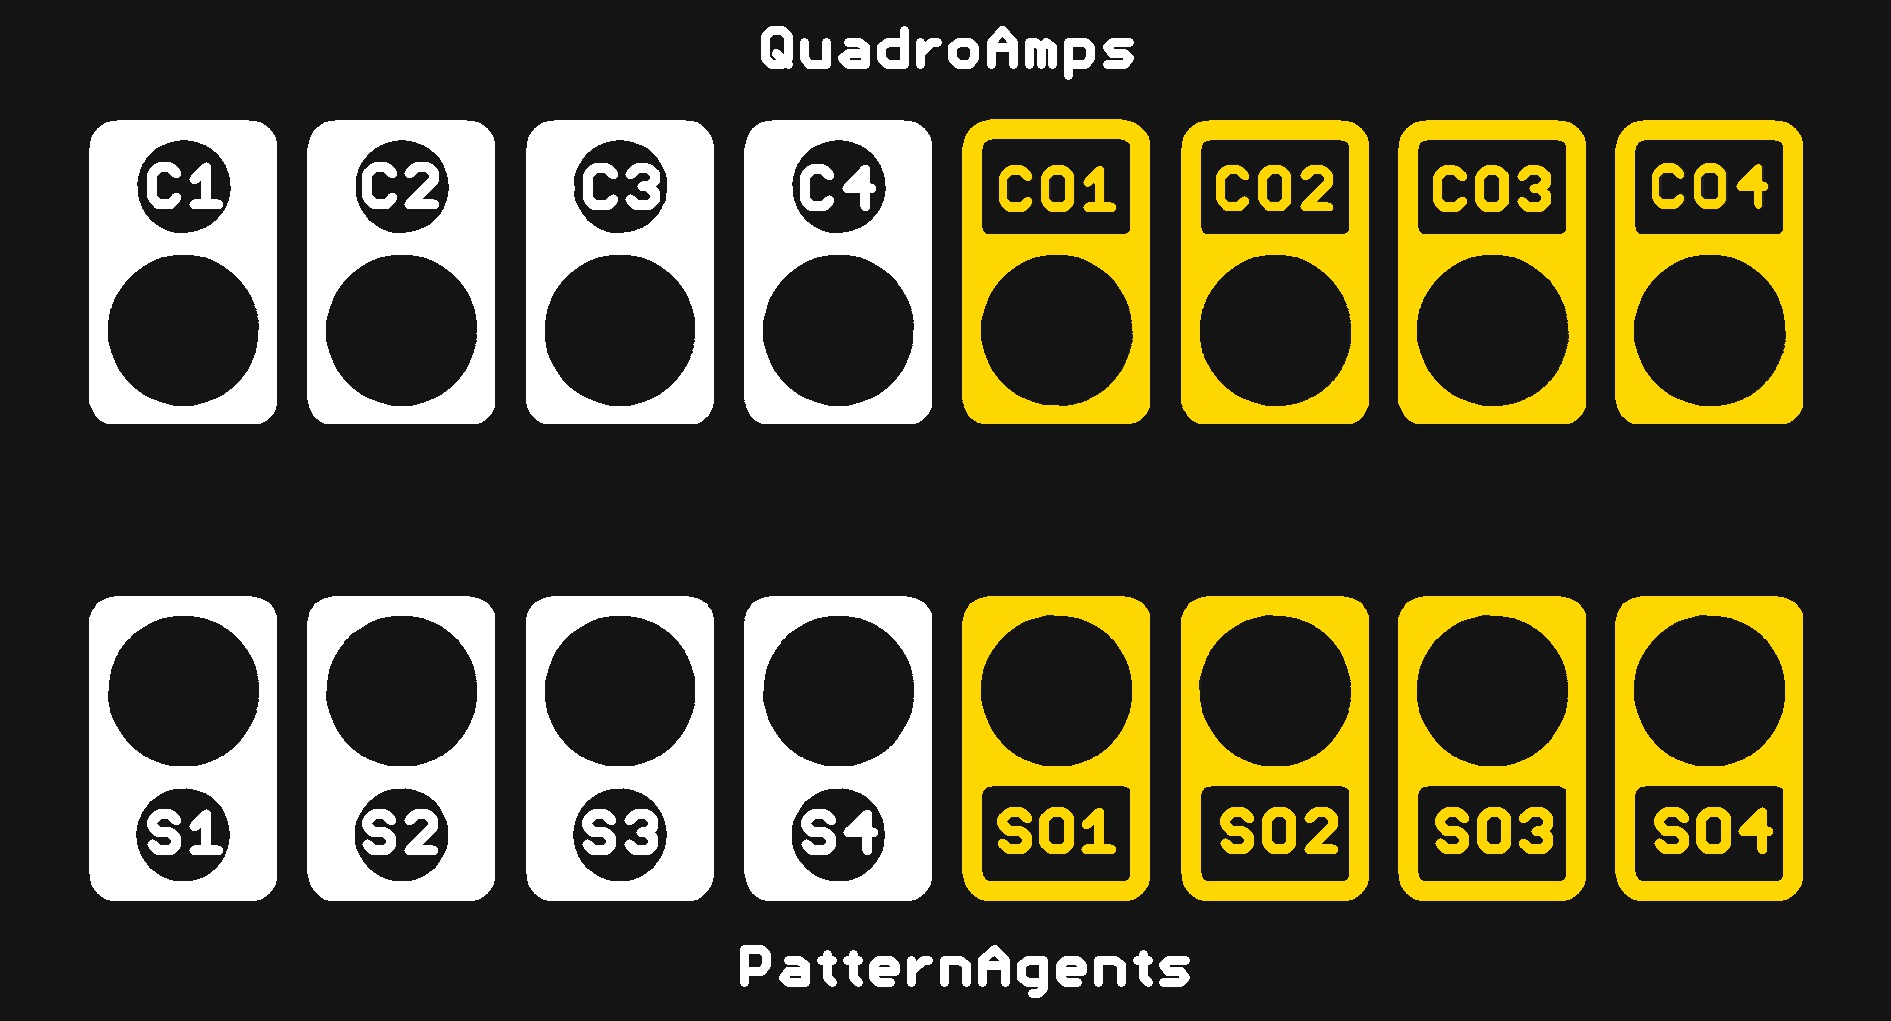 QuadroAmps
C1 C2 C3 C4 CO1 CO2 CO3 CO4
S1 S2 S3 S4 SO1 SO2 SO3 SO4
PatternAgents